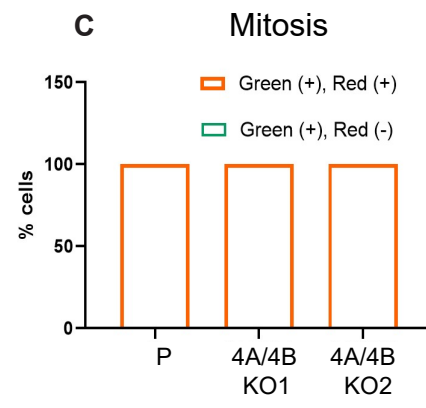 C Mitosis
150
Green (+), Red (+)
Green (+), Red (-)
100
% cells
50
0
P 4A/4B 4A/4B
KO1 KO2